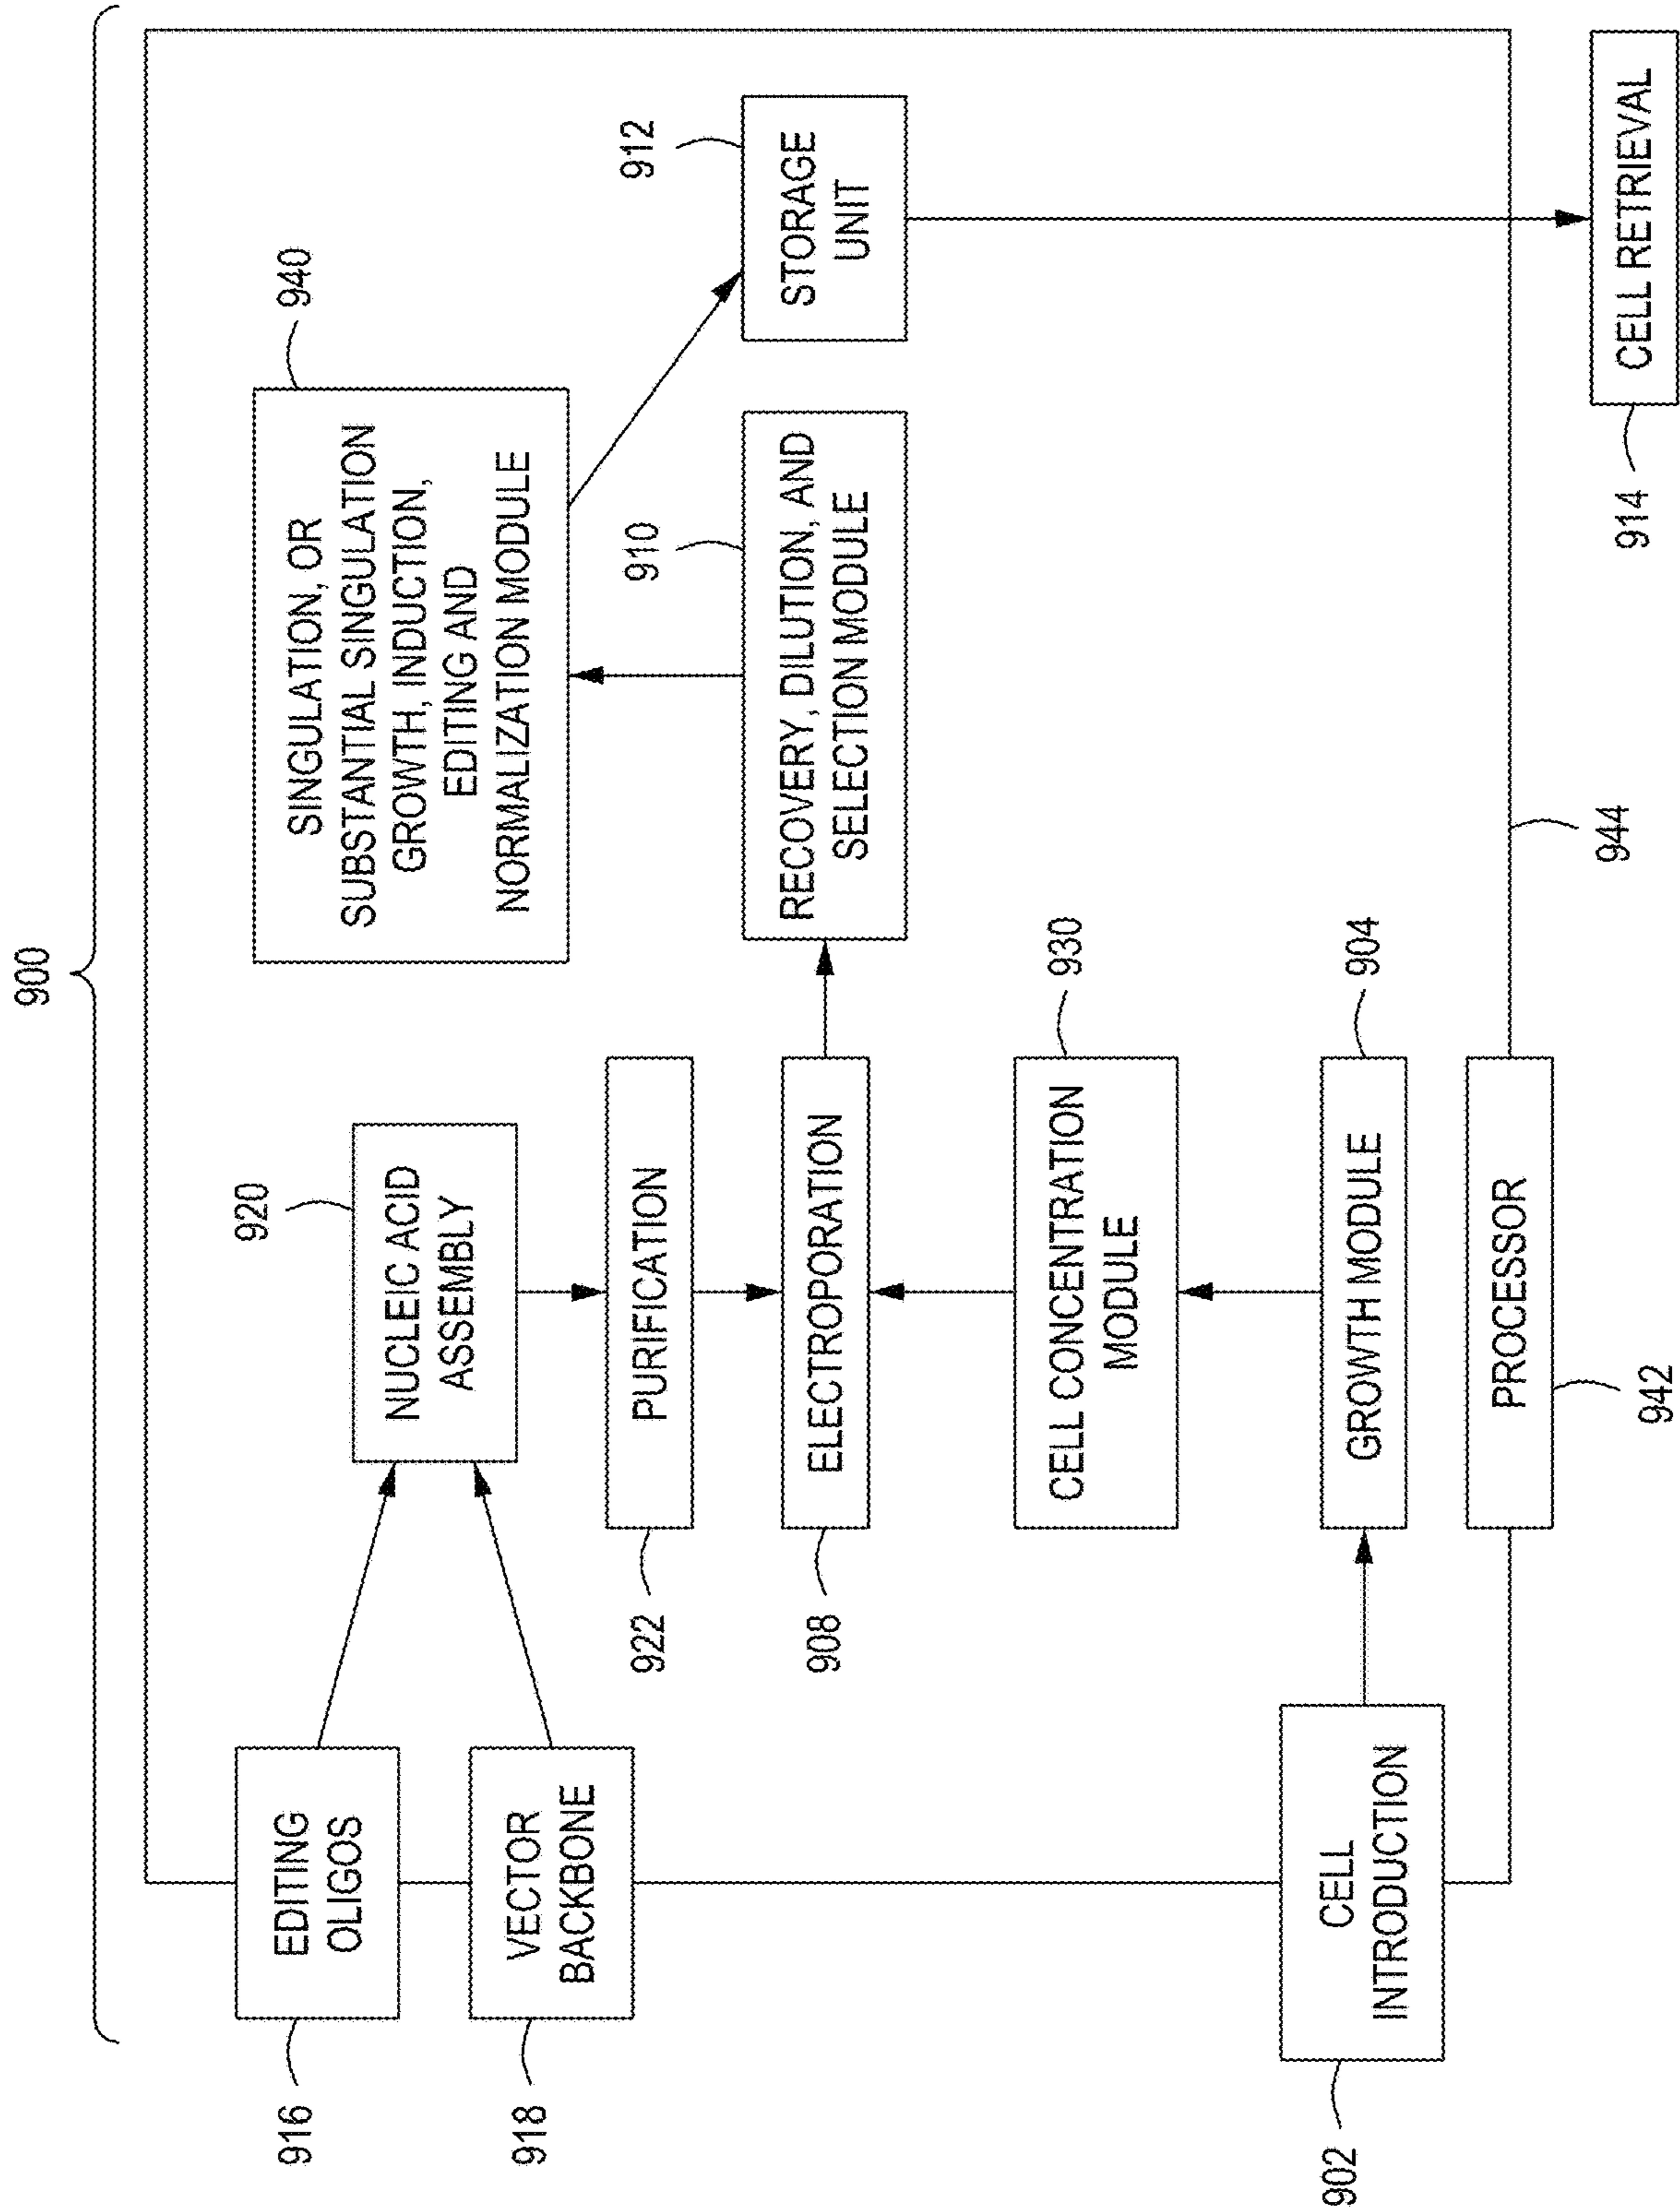 900
916
EDITING
OLIGOS
918
VECTOR
BACKBONE
920
NUCLEIC ACID
ASSEMBLY
922
PURIFICATION
908
ELECTROPORATION
930
CELL CONCENTRATION
MODULE
902
CELL
INTRODUCTION
904
GROWTH MODULE
942
PROCESSOR
944
940
SINGULATION, OR
SUBSTANTIAL SINGULATION
GROWTH, INDUCTION,
EDITING AND
NORMALIZATION MODULE
910
RECOVERY, DILUTION, AND
SELECTION MODULE
912
STORAGE
UNIT
914
CELL RETRIEVAL